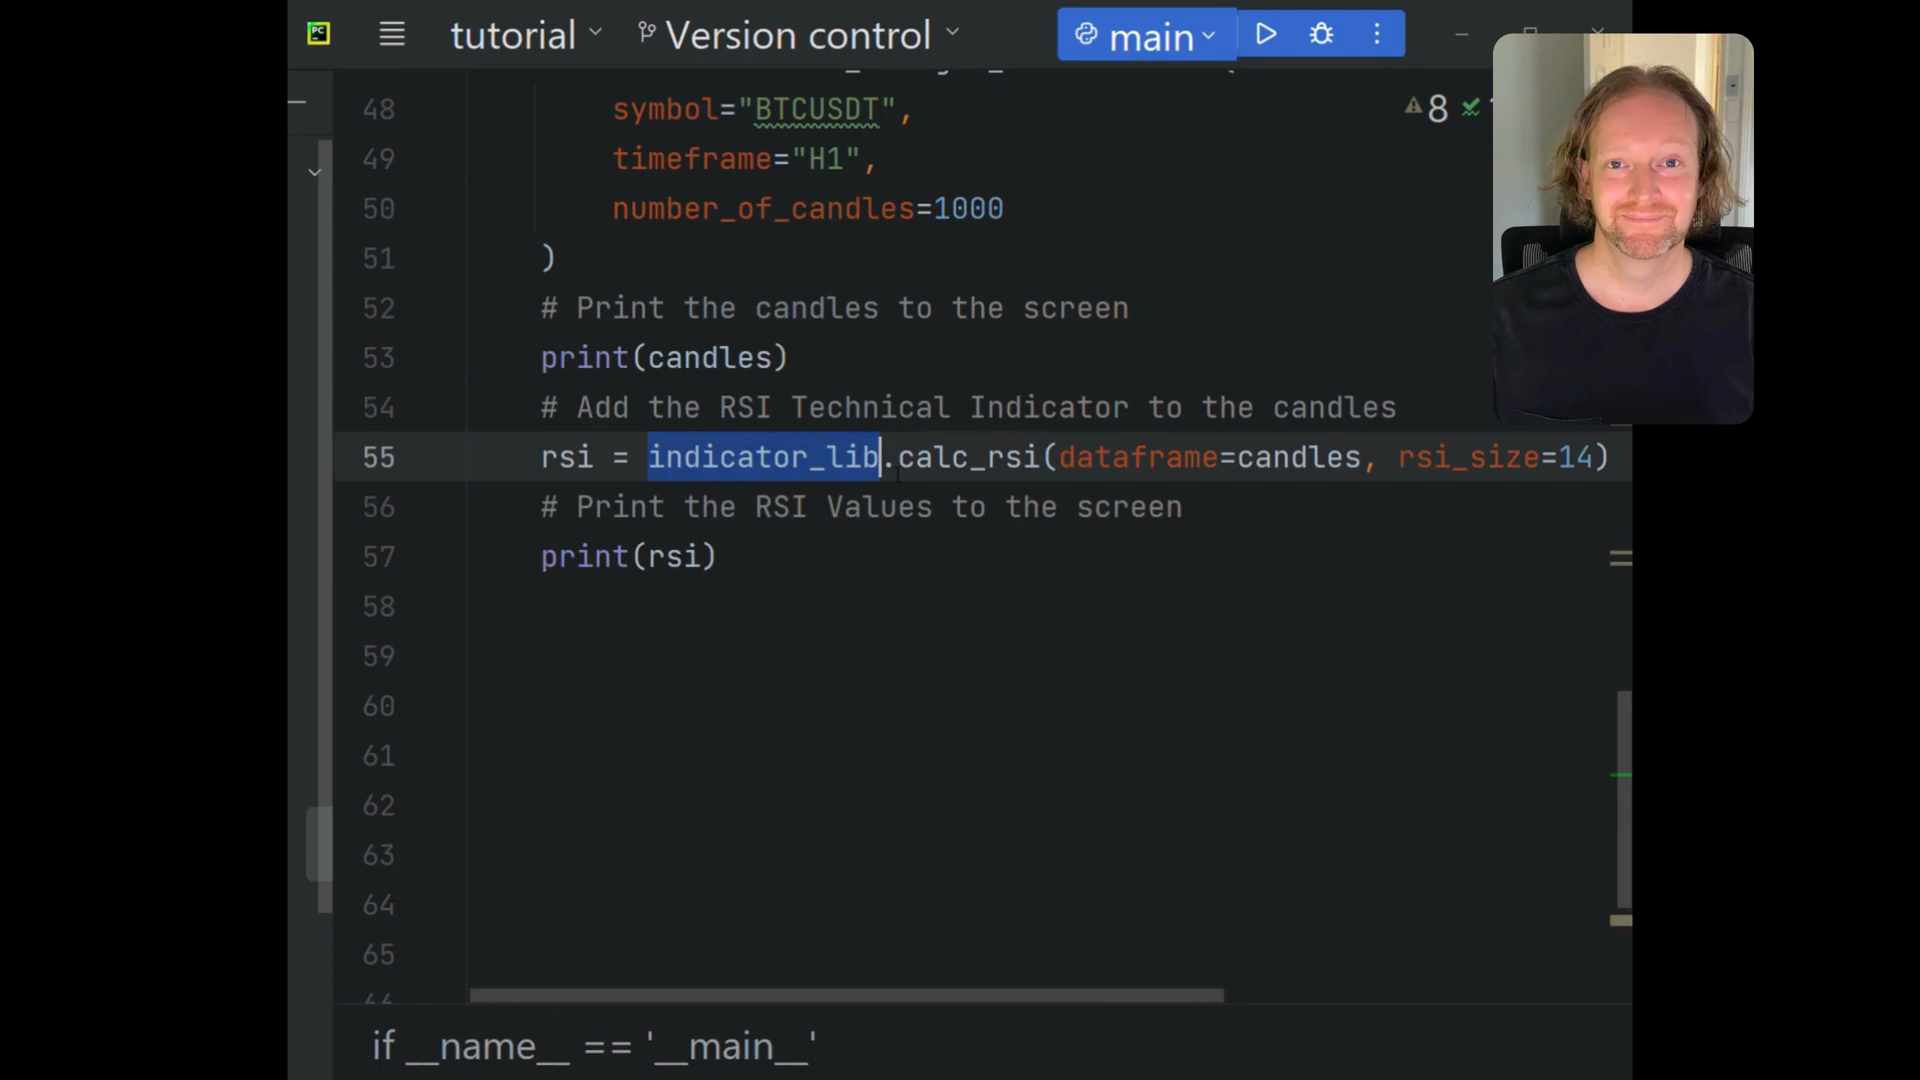 PC
tutorial
Version control
main
48 symbol="BTCUSDT",
8
49 timeframe="H1",
50 number_of_candles=1000
51 )
52 # Print the candles to the screen
53 print(candles)
54 # Add the RSI Technical Indicator to the candles
55 rsi = indicator_lib.calc_rsi(dataframe=candles, rsi_size=14)
56 # Print the RSI Values to the screen
57 print(rsi)
58
59
60
61
62
63
64
65
if __name__ == '__main__'